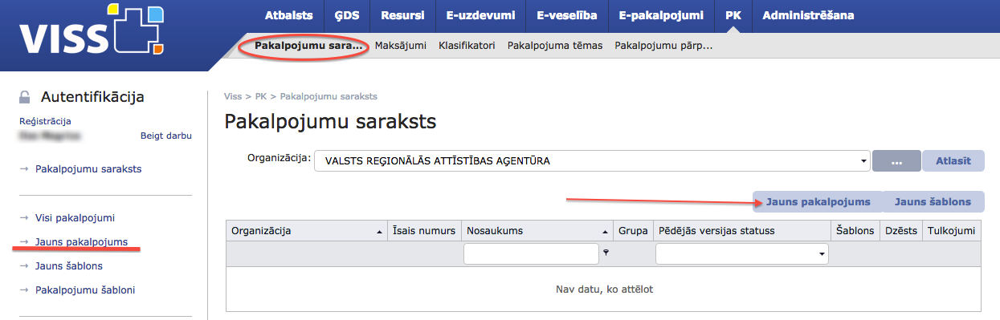 VISS
Atbalsts ĢDS Resursi E-uzdevumi E-veselība E-pakalpojumi PK Administrēšana
Pakalpojumu sara... Maksājumi Klasifikatori Pakalpojuma tēmas Pakalpojumu pārp...
Autentifikācija
Reģistrācija
Beigt darbu
→ Pakalpojumu saraksts
→ Visi pakalpojumi
→ Jauns pakalpojums
→ Jauns šablons
→ Pakalpojumu šabloni
Viss > PK > Pakalpojumu saraksts
Pakalpojumu saraksts
Organizācija: VALSTS REĢIONĀLĀS ATTĪSTĪBAS AĢENTŪRA ... Atlasīt
Jauns pakalpojums Jauns šablons
Organizācija Īsais numurs Nosaukums Grupa Pēdējās versijas statuss Šablons Dzēsts Tulkojumi
Nav datu, ko attēlot